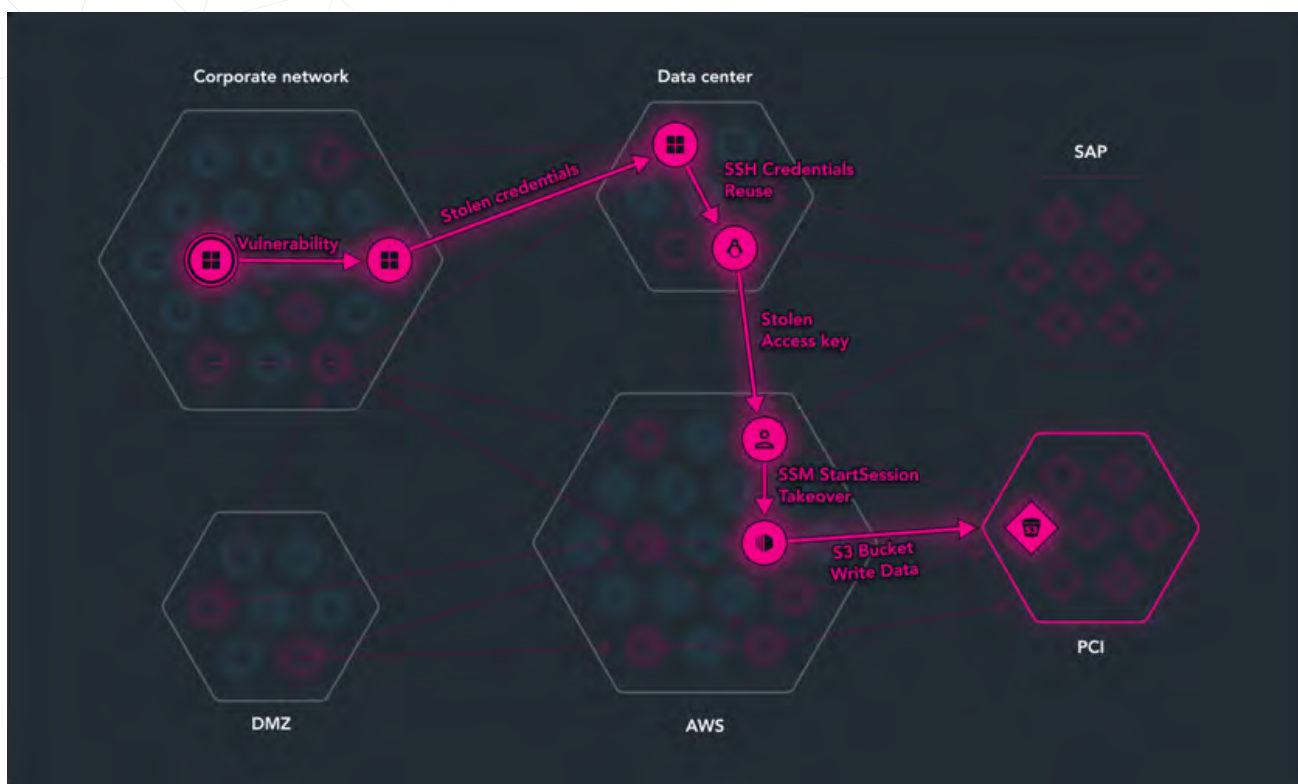 Corporate network
Data center
SAP
SSH Credentials
Reuse
Stolen credentials
Vulnerability
Stolen
Access key
SSM StartSession
Takeover
S3 Bucket
Write Data
S3
PCI
DMZ
AWS